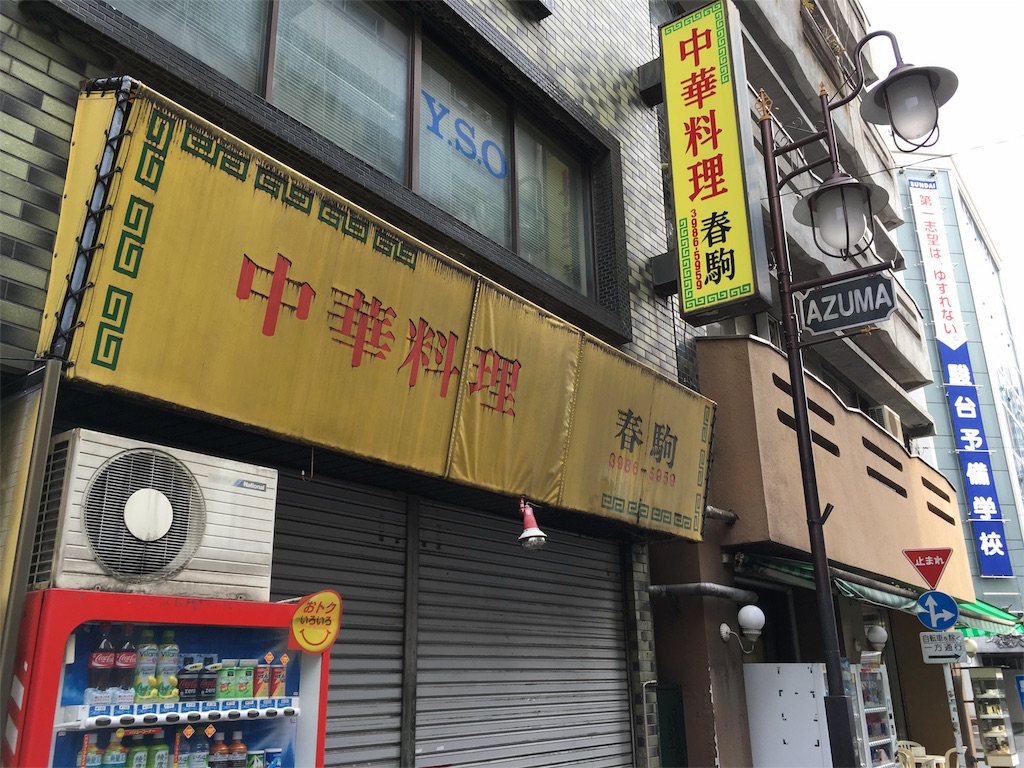 Y.S.O
中華料理
春駒
3986-5959
中華料理
春駒
3986-5959
AZUMA
SUNDAI
第一志望は、ゆずれない
駿台予備学校
止まれ
自転車を除く
一方通行
National
おトク
いろいろ